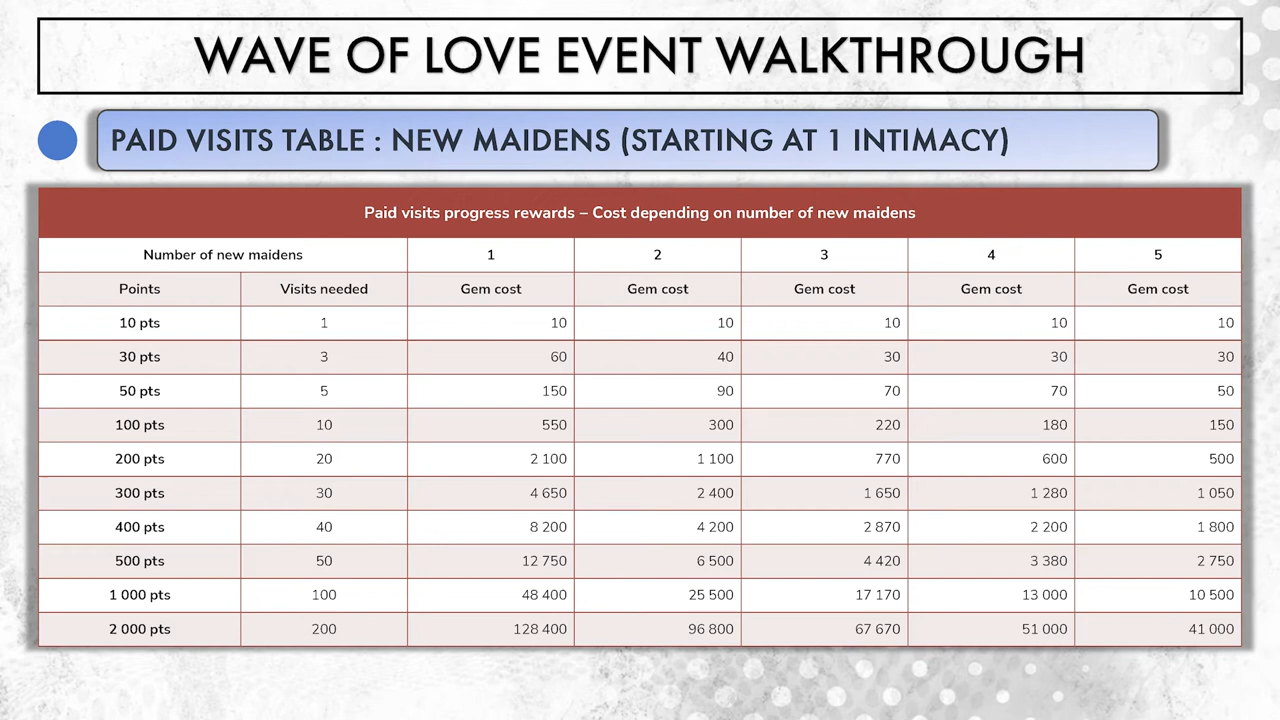 WAVE OF LOVE EVENT WALKTHROUGH
PAID VISITS TABLE : NEW MAIDENS (STARTING AT 1 INTIMACY)
Paid visits progress rewards – Cost depending on number of new maidens
Number of new maidens 1 2 3 4 5
Points Visits needed Gem cost Gem cost Gem cost Gem cost Gem cost
10 pts 1 10 10 10 10 10
30 pts 3 60 40 30 30 30
50 pts 5 150 90 70 70 50
100 pts 10 550 300 220 180 150
200 pts 20 2 100 1 100 770 600 500
300 pts 30 4 650 2 400 1 650 1 280 1 050
400 pts 40 8 200 4 200 2 870 2 200 1 800
500 pts 50 12 750 6 500 4 420 3 380 2 750
1 000 pts 100 48 400 25 500 17 170 13 000 10 500
2 000 pts 200 128 400 96 800 67 670 51 000 41 000